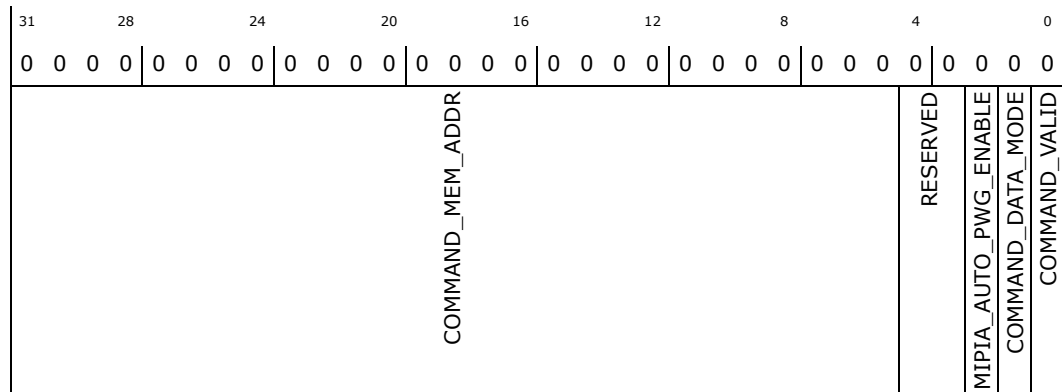 31 28 24 20 16 12 8 4 0
0 0 0 0 0 0 0 0 0 0 0 0 0 0 0 0 0 0 0 0 0 0 0 0 0 0 0 0 0 0 0 0
COMMAND_MEM_ADDR
RESERVED
MIPIA_AUTO_PWG_ENABLE
COMMAND_DATA_MODE
COMMAND_VALID